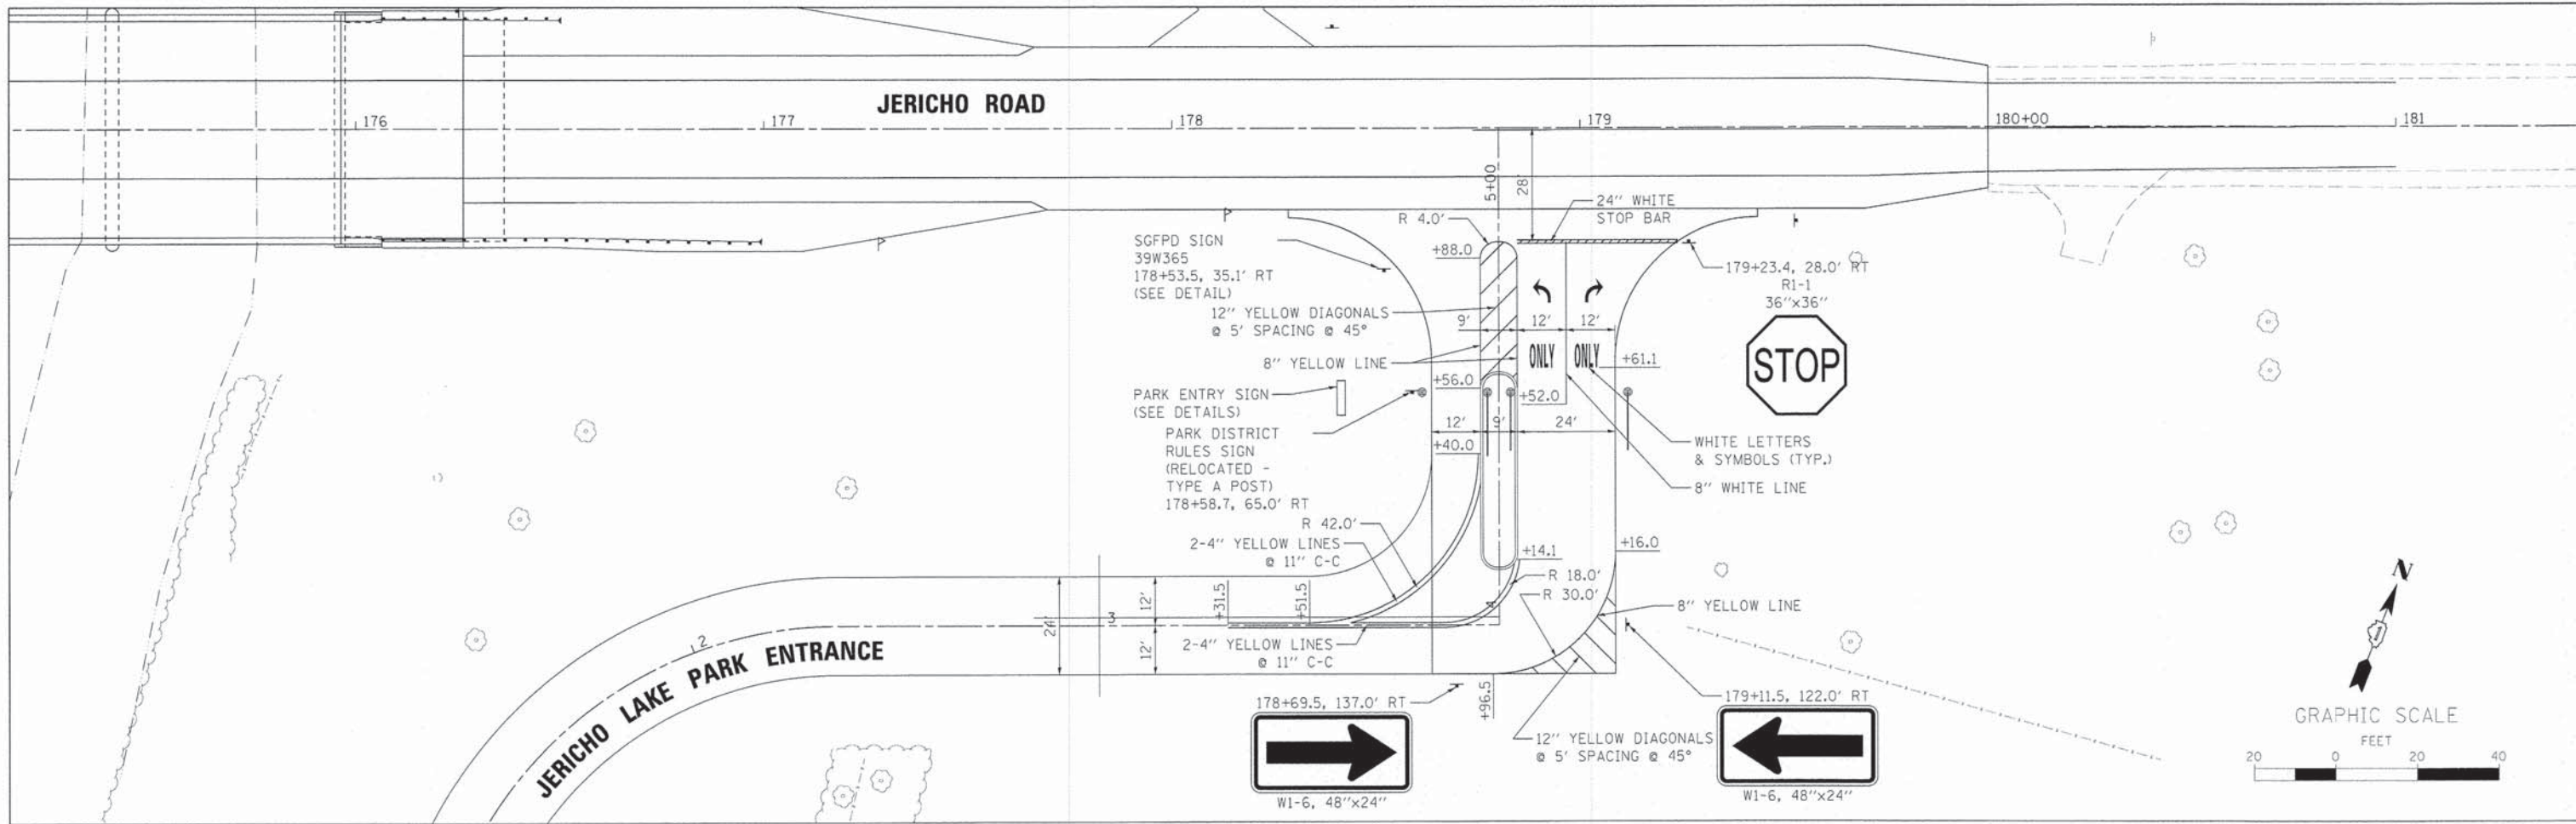 JERICHO ROAD
176
177
178
179
180+00
181
5+00
28'
24" WHITE
STOP BAR
R 4.0'
SGFPD SIGN
39W365
178+53.5, 35.1' RT
(SEE DETAIL)
+88.0
179+23.4, 28.0' RT
R1-1
36"x36"
STOP
12" YELLOW DIAGONALS
@ 5' SPACING @ 45°
9'
12'
12'
8" YELLOW LINE
ONLY
ONLY
+61.1
+56.0
+52.0
PARK ENTRY SIGN
(SEE DETAILS)
PARK DISTRICT
RULES SIGN
(RELOCATED -
TYPE A POST)
178+58.7, 65.0' RT
12'
9'
24'
+40.0
WHITE LETTERS
& SYMBOLS (TYP.)
8" WHITE LINE
R 42.0'
2-4" YELLOW LINES
@ 11" C-C
+14.1
+16.0
R 18.0'
R 30.0'
8" YELLOW LINE
+31.5
+51.5
12'
24'
12'
2
3
4
2-4" YELLOW LINES
@ 11" C-C
JERICHO LAKE PARK ENTRANCE
+96.5
178+69.5, 137.0' RT
W1-6, 48"x24"
12" YELLOW DIAGONALS
@ 5' SPACING @ 45°
179+11.5, 122.0' RT
W1-6, 48"x24"
N
GRAPHIC SCALE
FEET
20
0
20
40